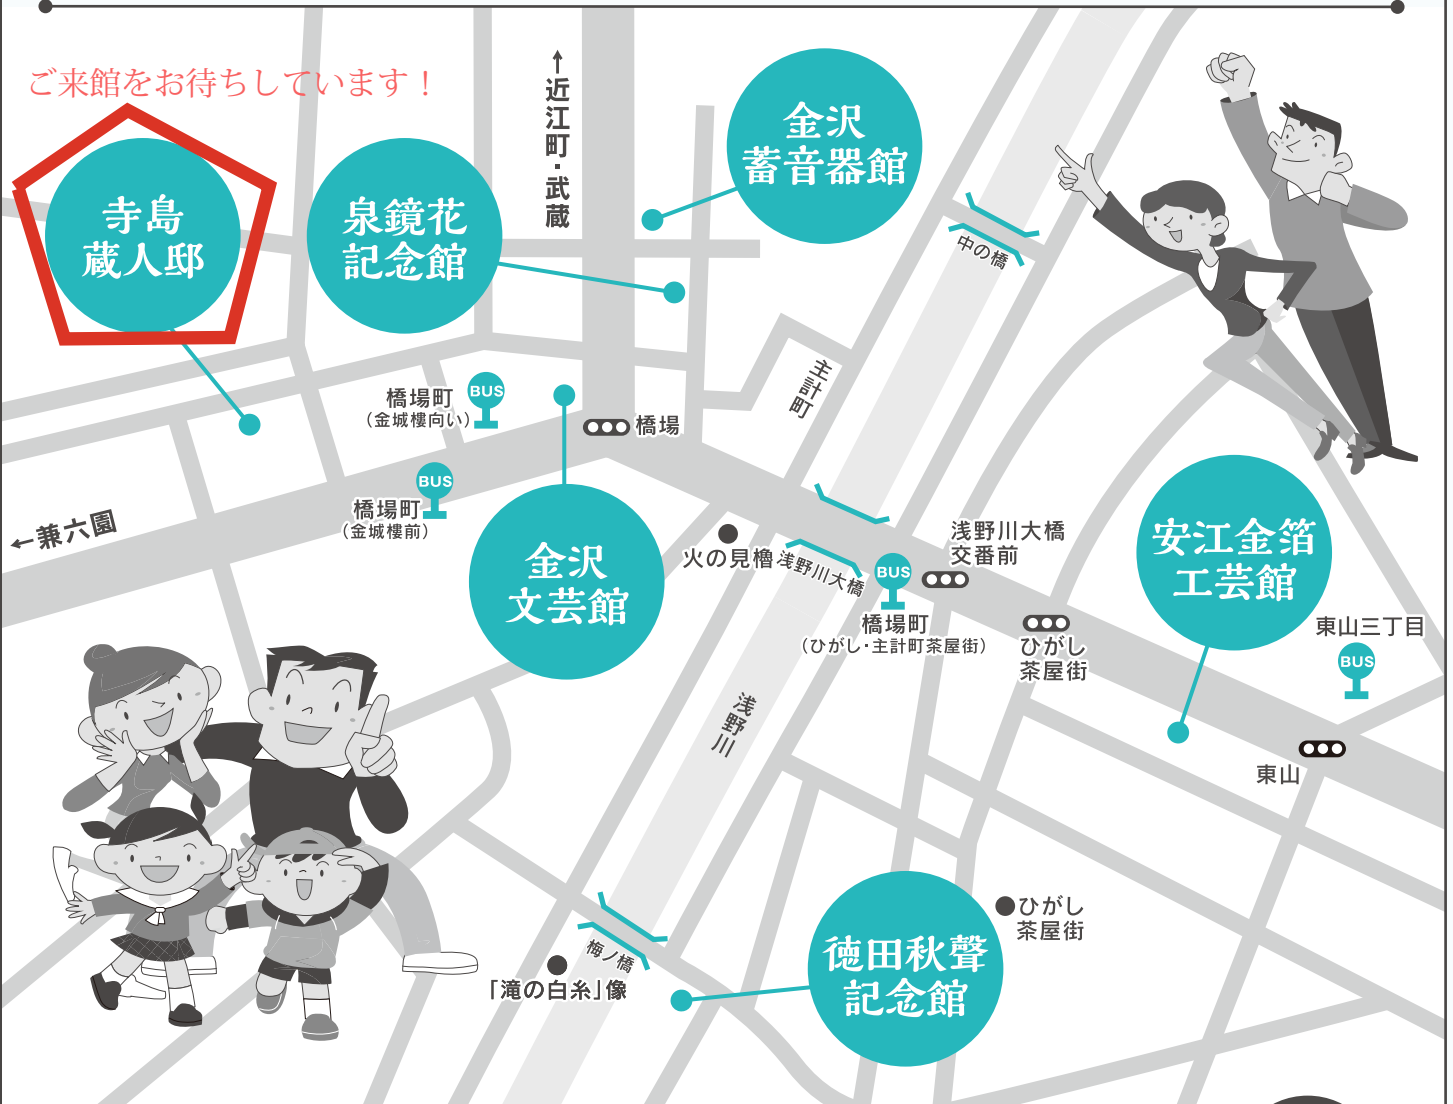 ご来館をお待ちしています！
寺島
蔵人邸
泉鏡花
記念館
↑近江町・武蔵
金沢
蓄音器館
中の橋
主計町
橋場町
（金城樓向い）
BUS
橋場
BUS
橋場町
（金城樓前）
←兼六園
金沢
文芸館
火の見櫓
浅野川大橋
BUS
橋場町
（ひがし・主計町茶屋街）
浅野川大橋
交番前
ひがし
茶屋街
安江金箔
工芸館
東山三丁目
BUS
東山
浅野川
梅ノ橋
「滝の白糸」像
徳田秋聲
記念館
ひがし
茶屋街